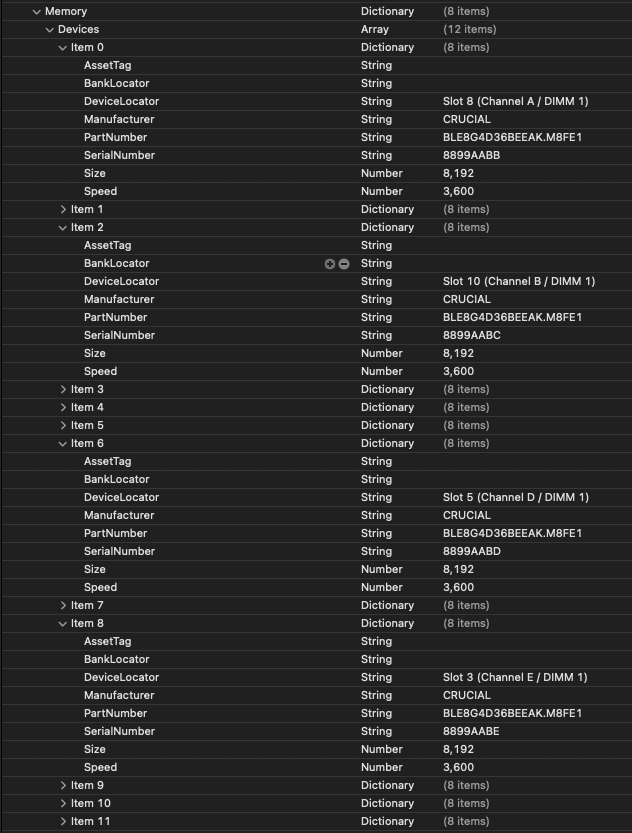 Memory Dictionary (8 items)
Devices Array (12 items)
Item 0 Dictionary (8 items)
AssetTag String
BankLocator String
DeviceLocator String Slot 8 (Channel A / DIMM 1)
Manufacturer String CRUCIAL
PartNumber String BLE8G4D36BEEAK.M8FE1
SerialNumber String 8899AABB
Size Number 8,192
Speed Number 3,600
Item 1 Dictionary (8 items)
Item 2 Dictionary (8 items)
AssetTag String
BankLocator String
DeviceLocator String Slot 10 (Channel B / DIMM 1)
Manufacturer String CRUCIAL
PartNumber String BLE8G4D36BEEAK.M8FE1
SerialNumber String 8899AABC
Size Number 8,192
Speed Number 3,600
Item 3 Dictionary (8 items)
Item 4 Dictionary (8 items)
Item 5 Dictionary (8 items)
Item 6 Dictionary (8 items)
AssetTag String
BankLocator String
DeviceLocator String Slot 5 (Channel D / DIMM 1)
Manufacturer String CRUCIAL
PartNumber String BLE8G4D36BEEAK.M8FE1
SerialNumber String 8899AABD
Size Number 8,192
Speed Number 3,600
Item 7 Dictionary (8 items)
Item 8 Dictionary (8 items)
AssetTag String
BankLocator String
DeviceLocator String Slot 3 (Channel E / DIMM 1)
Manufacturer String CRUCIAL
PartNumber String BLE8G4D36BEEAK.M8FE1
SerialNumber String 8899AABE
Size Number 8,192
Speed Number 3,600
Item 9 Dictionary (8 items)
Item 10 Dictionary (8 items)
Item 11 Dictionary (8 items)